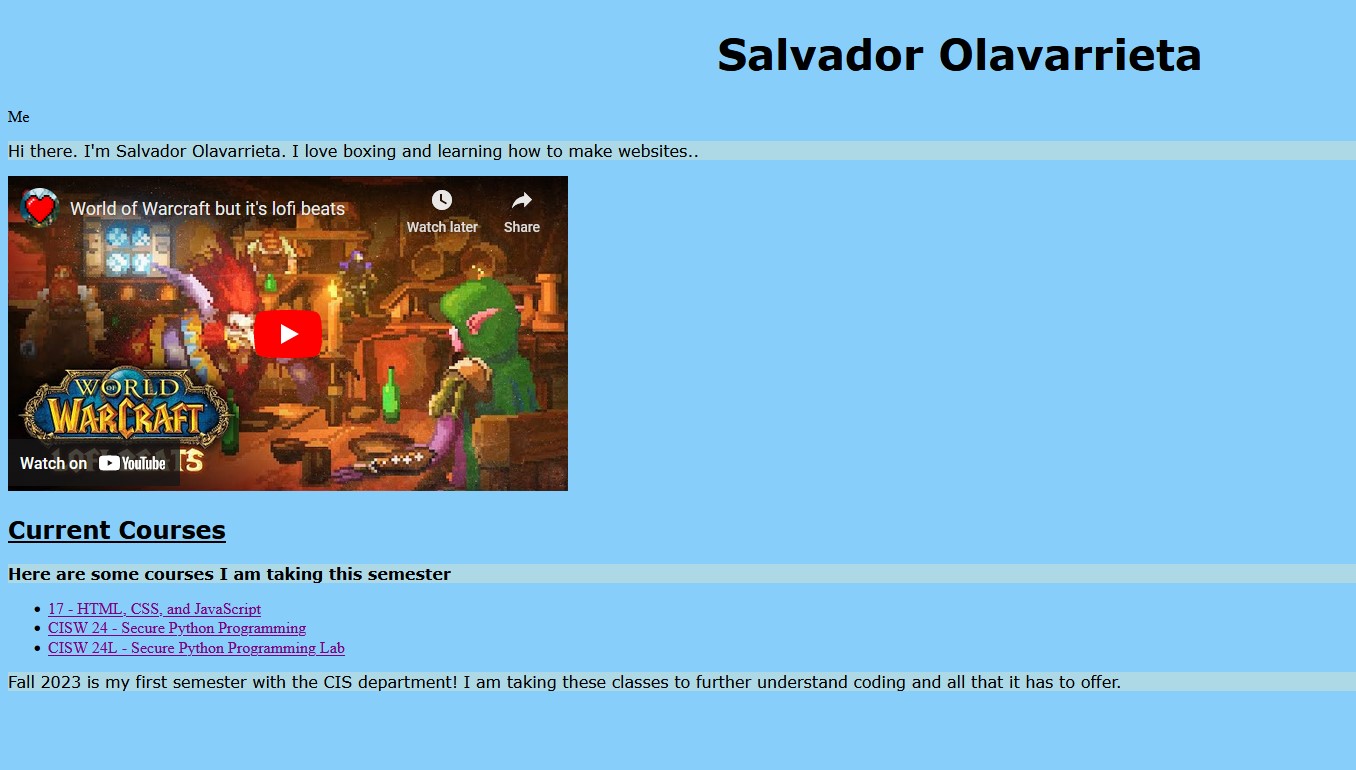 Salvador Olavarrieta
Me
Hi there. I'm Salvador Olavarrieta. I love boxing and learning how to make websites..
World of Warcraft but it's lofi beats
Watch later
Share
WORLD OF
WARCRAFT
Watch on YouTube
Current Courses
Here are some courses I am taking this semester
• 17 - HTML, CSS, and JavaScript
• CISW 24 - Secure Python Programming
• CISW 24L - Secure Python Programming Lab
Fall 2023 is my first semester with the CIS department! I am taking these classes to further understand coding and all that it has to offer.